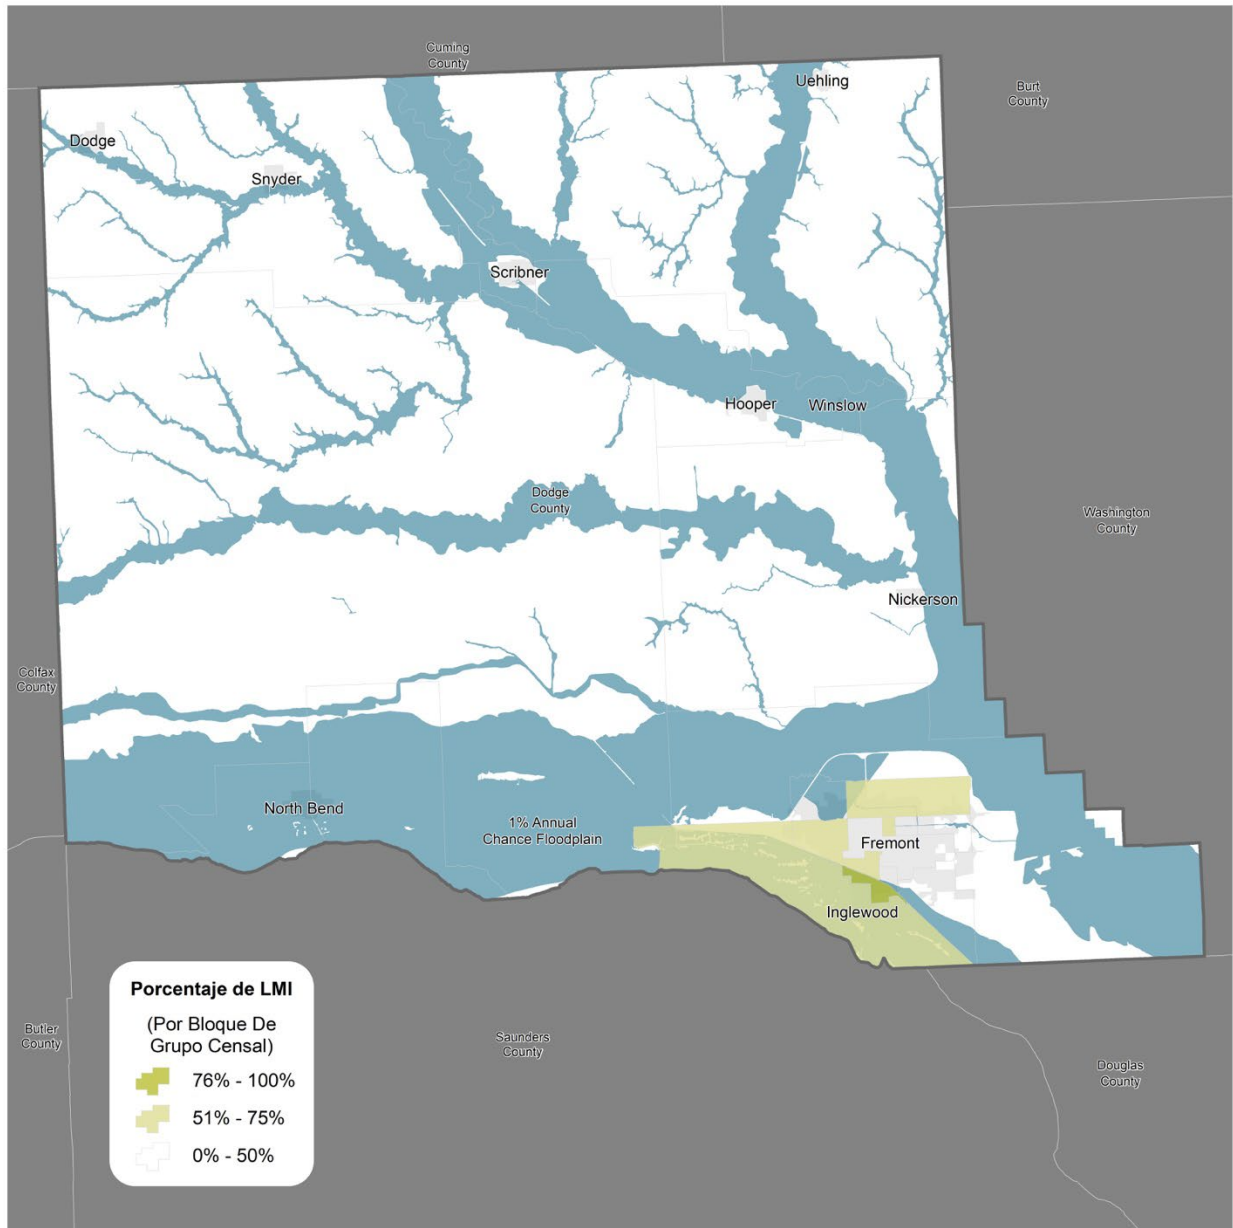 Cuming
County
Uehling
Burt
County
Dodge
Snyder
Scribner
Hooper
Winslow
Dodge
County
Washington
County
Nickerson
Colfax
County
North Bend
1% Annual
Chance Floodplain
Fremont
Inglewood
Porcentaje de LMI
(Por Bloque De
Grupo Censal)
76% - 100%
51% - 75%
0% - 50%
Butler
County
Saunders
County
Douglas
County